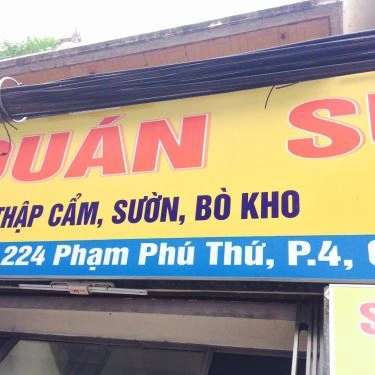 QUÁN
THẬP CẨM, SƯỜN, BÒ KHO
224 Phạm Phú Thứ, P.4,
S